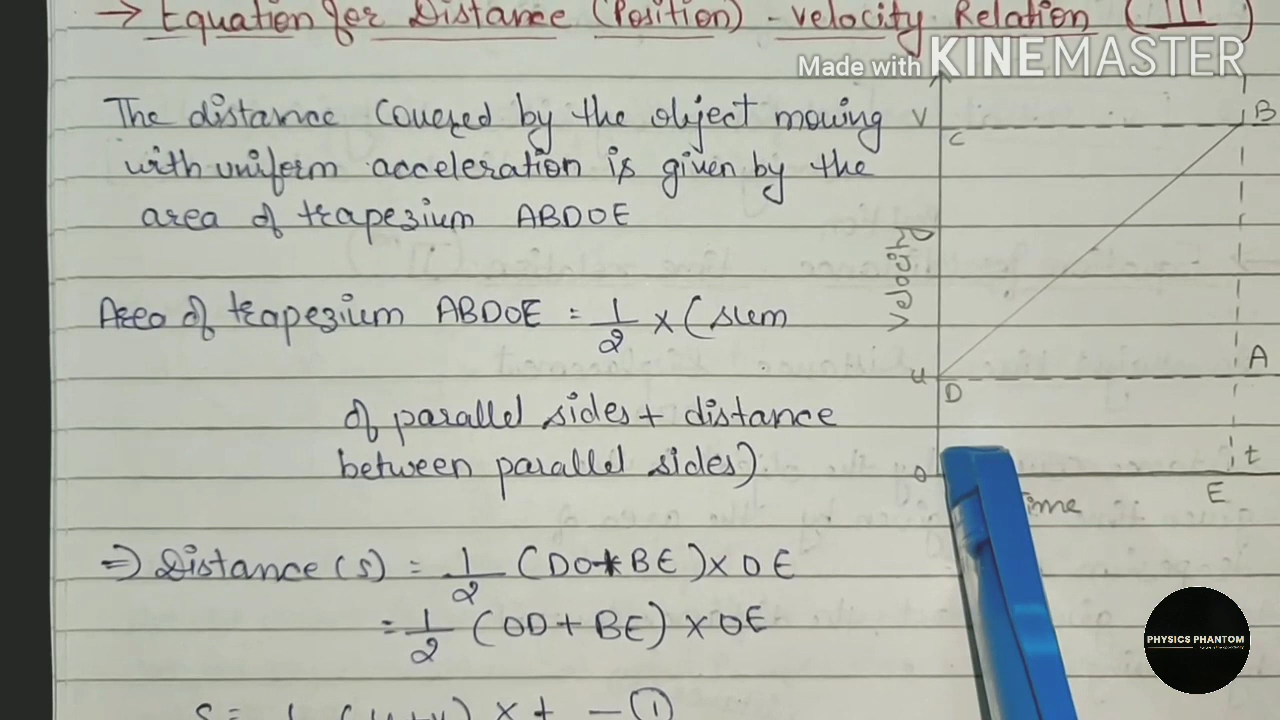 → Equation for Distance (Position) - velocity Relation (III)
Made with KINEMASTER
The distance Covered by the object moving
with uniform acceleration is given by the
area of trapezium ABDOE
Area of trapezium ABDOE = 1/2 × (sum
of parallel sides + distance
between parallel sides)
⇒ Distance (s) = 1/2 (DO+BE) × OE
= 1/2 (OD + BE) × OE
S = 1 (u+v) × t — ①
V
C
B
Velocity
u
D
A
O
t
E
ime
PHYSICS PHANTOM